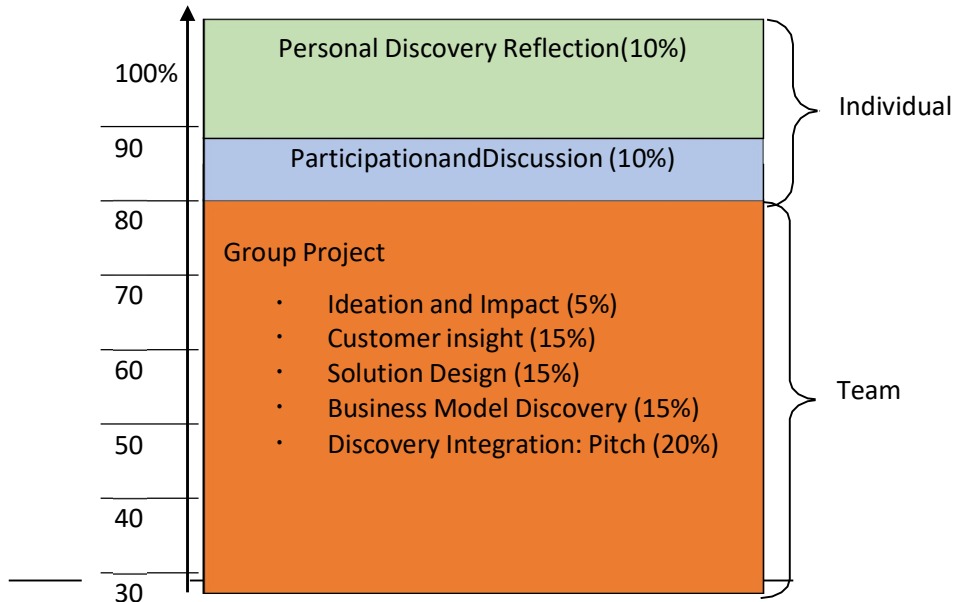 Personal Discovery Reflection(10%)
100%
Individual
90
ParticipationandDiscussion (10%)
80
Group Project
70
· Ideation and Impact (5%)
· Customer insight (15%)
60
· Solution Design (15%)
Team
· Business Model Discovery (15%)
50
· Discovery Integration: Pitch (20%)
40
30